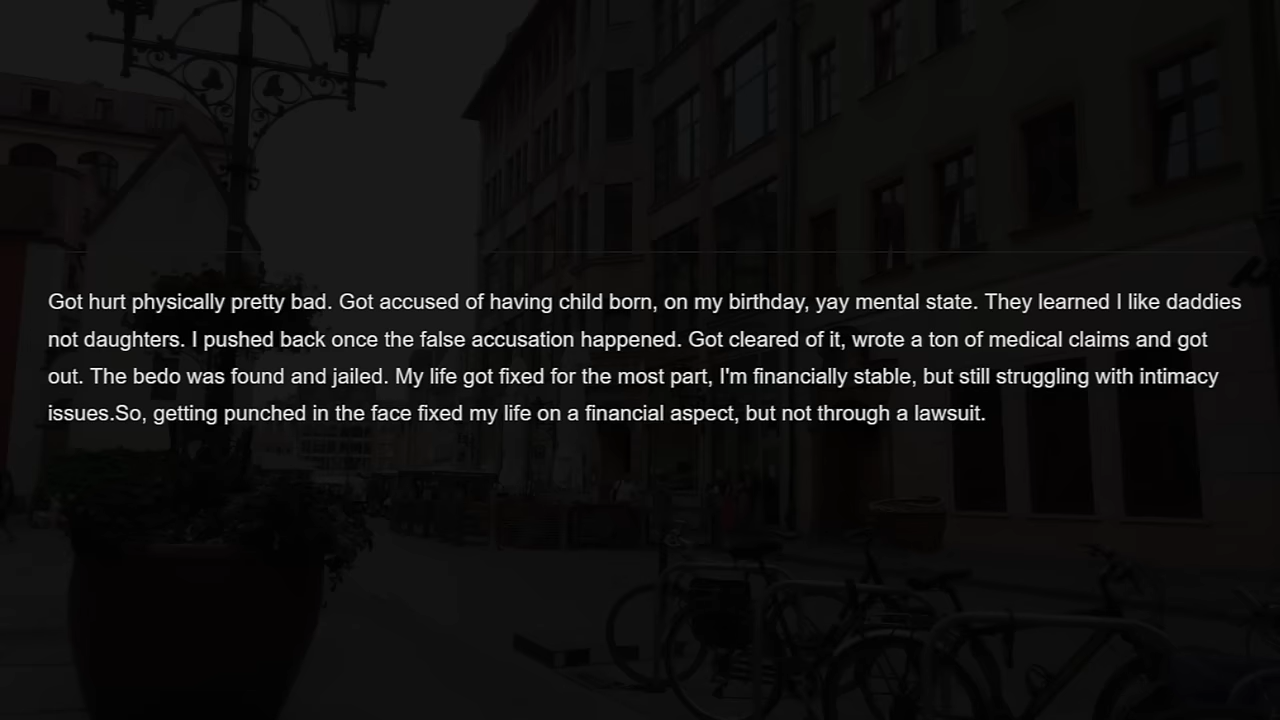 Got hurt physically pretty bad. Got accused of having child born, on my birthday, yay mental state. They learned I like daddies
not daughters. I pushed back once the false accusation happened. Got cleared of it, wrote a ton of medical claims and got
out. The bedo was found and jailed. My life got fixed for the most part, I'm financially stable, but still struggling with intimacy
issues.So, getting punched in the face fixed my life on a financial aspect, but not through a lawsuit.